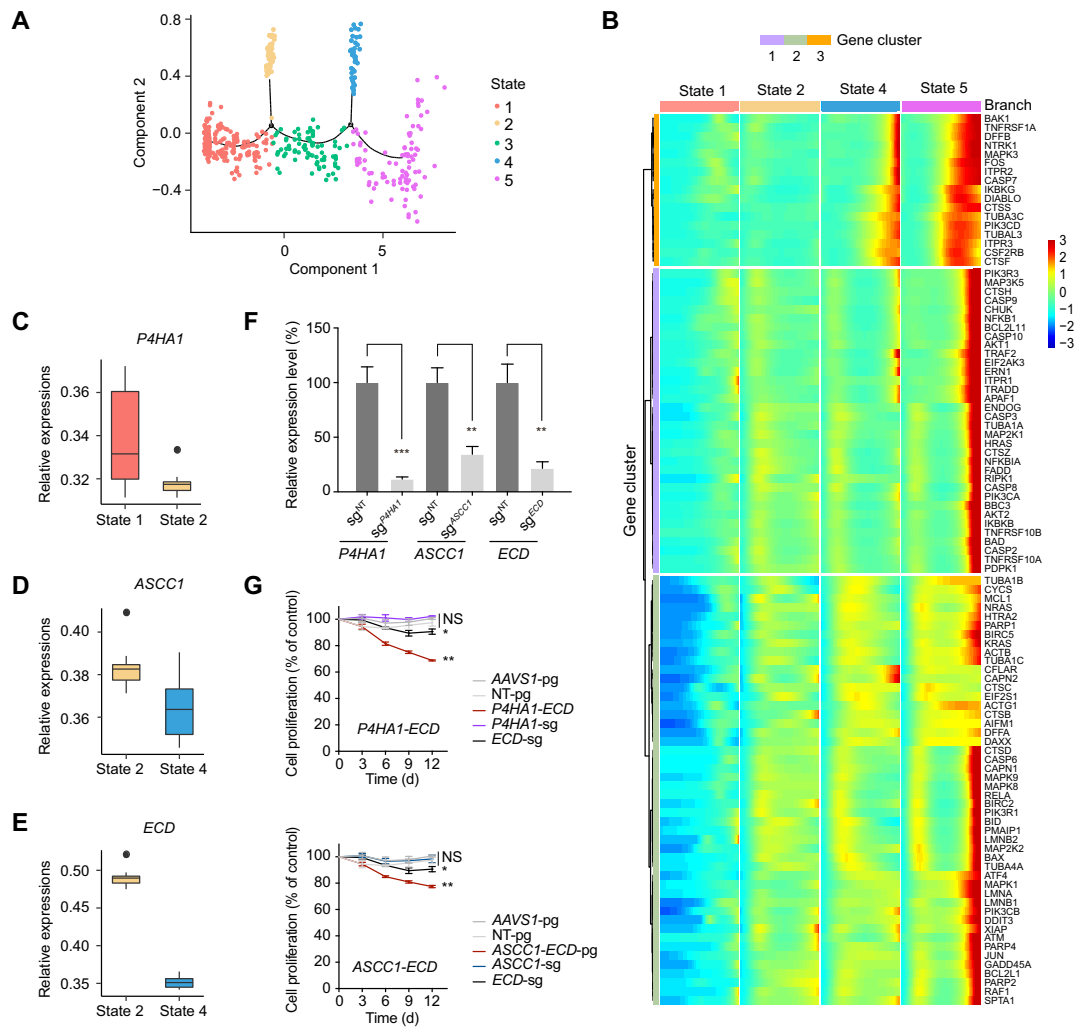 A
0.8
0.4
0.0
−0.4
Component 2
0
5
Component 1
State
1
2
3
4
5
B
Gene cluster
1
2
3
State 1
State 2
State 4
State 5
Branch
BAK1
TNFRSF1A
DFFB
NTRK1
MAPK3
FOS
ITPR2
CASP7
IKBKG
DIABLO
CTSS
TUBA3C
PIK3CD
TUBAL3
ITPR3
CSF2RB
CTSF
PIK3R3
MAP3K5
CTSH
CASP9
CHUK
NFKB1
BCL2L11
CASP10
AKT1
TRAF2
EIF2AK3
ERN1
ITPR1
TRADD
APAF1
ENDOG
CASP3
TUBA1A
MAP2K1
HRAS
CTSZ
NFKBIA
FADD
RIPK1
CASP8
PIK3CA
BBC3
AKT2
IKBKB
TNFRSF10B
BAD
CASP2
TNFRSF10A
PDPK1
TUBA1B
CYCS
MCL1
NRAS
HTRA2
PARP1
BIRC5
KRAS
ACTB
TUBA1C
CFLAR
CAPN2
CTSC
EIF2S1
ACTG1
CTSB
AIFM1
DFFA
DAXX
CTSD
CASP6
CAPN1
MAPK9
MAPK8
RELA
BIRC2
PIK3R1
BID
PMAIP1
LMNB2
MAP2K2
BAX
TUBA4A
ATF4
MAPK1
LMNA
LMNB1
PIK3CB
DDIT3
XIAP
ATM
PARP4
JUN
GADD45A
BCL2L1
PARP2
RAF1
SPTA1
Gene cluster
3
2
1
0
−1
−2
−3
C
P4HA1
Relative expressions
0.36
0.34
0.32
State 1
State 2
F
Relative expression level (%)
150
100
50
0
***
**
**
sgNT
sgP4HA1
sgNT
sgASCC1
sgNT
sgECD
P4HA1
ASCC1
ECD
D
ASCC1
Relative expressions
0.40
0.38
0.36
State 2
State 4
G
Cell proliferation (% of control)
100
80
60
40
20
0
NS
*
**
P4HA1-ECD
0 3 6 9 12
Time (d)
AAVS1-pg
NT-pg
P4HA1-ECD
P4HA1-sg
ECD-sg
E
ECD
Relative expressions
0.50
0.45
0.40
0.35
State 2
State 4
Cell proliferation (% of control)
100
80
60
40
20
0
NS
*
**
ASCC1-ECD
0 3 6 9 12
Time (d)
AAVS1-pg
NT-pg
ASCC1-ECD-pg
ASCC1-sg
ECD-sg